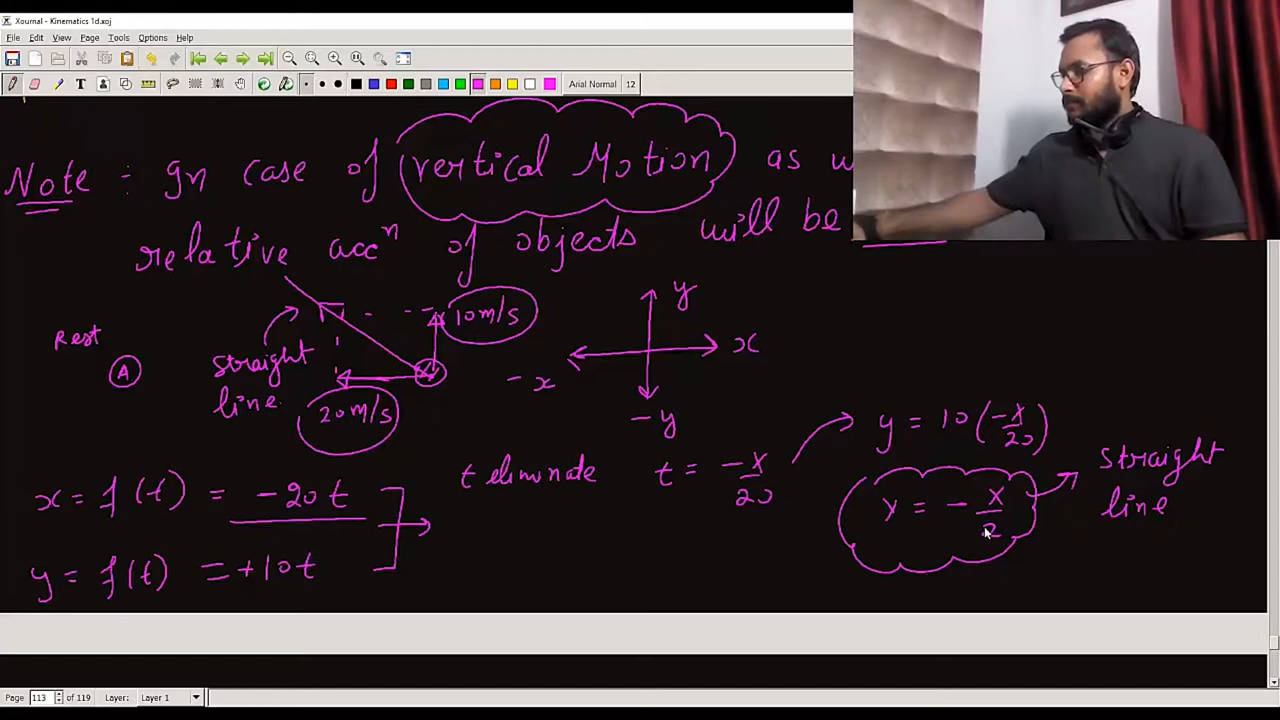 Xournal - Kinematics 1d.xoj
File Edit View Page Tools Options Help
Arial Normal 12
Note : In case of vertical Motion as
relative accⁿ of objects will be
Rest
A
straight
line.
10m/s
20m/s
y
x
-x
-y
x = f(t) = -20t
y = f(t) = +10t
t eliminate t = -x/20
y = 10(-x/20)
y = -x/2
straight
line
Page 113 of 119 Layer: Layer 1